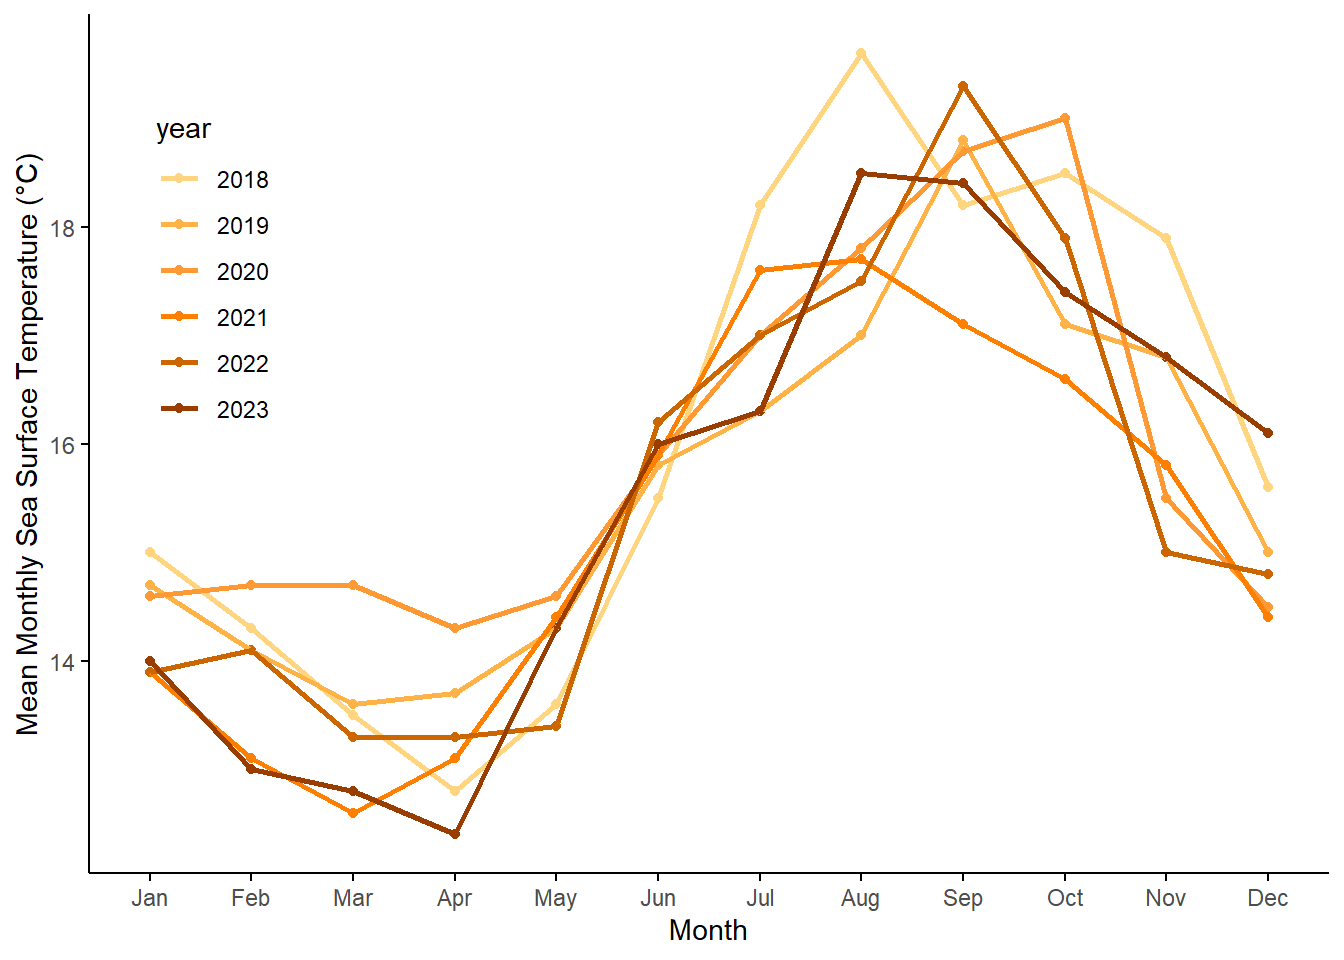 year
2018
2019
2020
2021
2022
2023
Mean Monthly Sea Surface Temperature (°C)
18
16
14
Jan Feb Mar Apr May Jun Jul Aug Sep Oct Nov Dec
Month